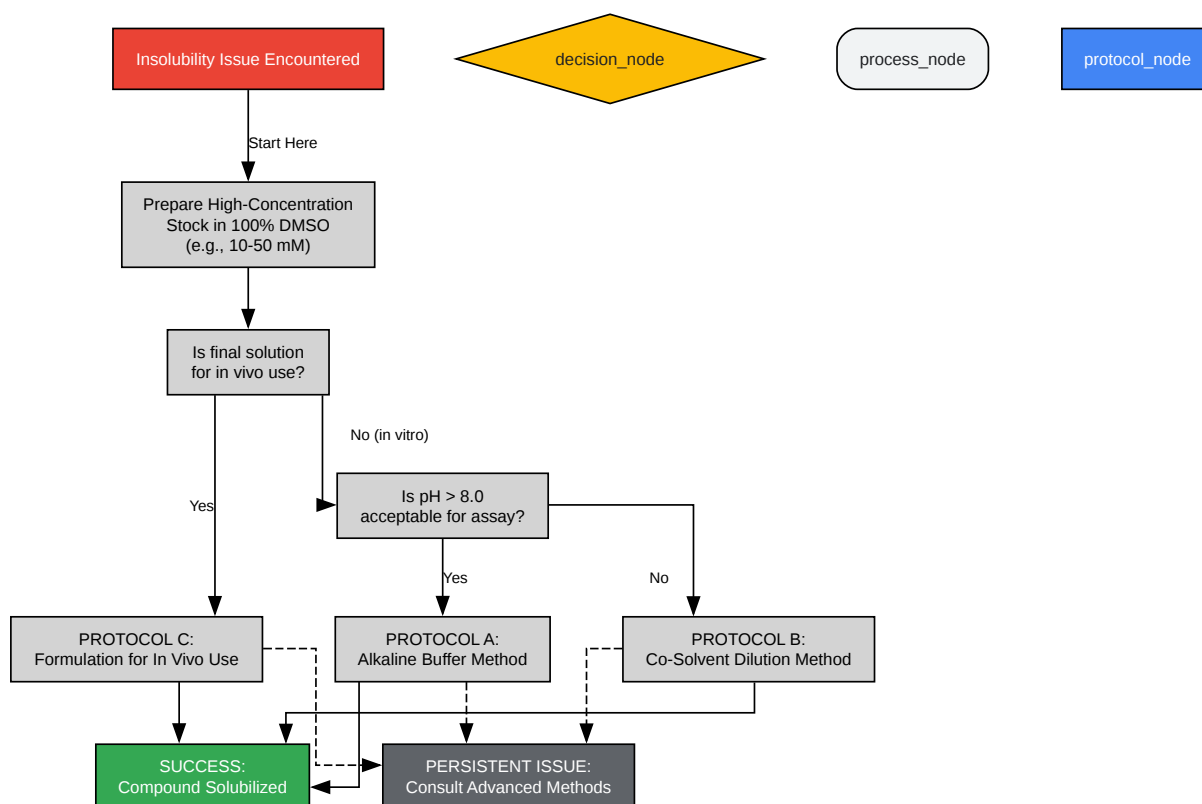 Insolubility Issue Encountered
decision_node
process_node
protocol_node
Start Here
Prepare High-Concentration
Stock in 100% DMSO
(e.g., 10-50 mM)
Is final solution
for in vivo use?
No (in vitro)
Yes
Is pH > 8.0
acceptable for assay?
Yes
No
PROTOCOL C:
Formulation for In Vivo Use
PROTOCOL A:
Alkaline Buffer Method
PROTOCOL B:
Co-Solvent Dilution Method
SUCCESS:
Compound Solubilized
PERSISTENT ISSUE:
Consult Advanced Methods